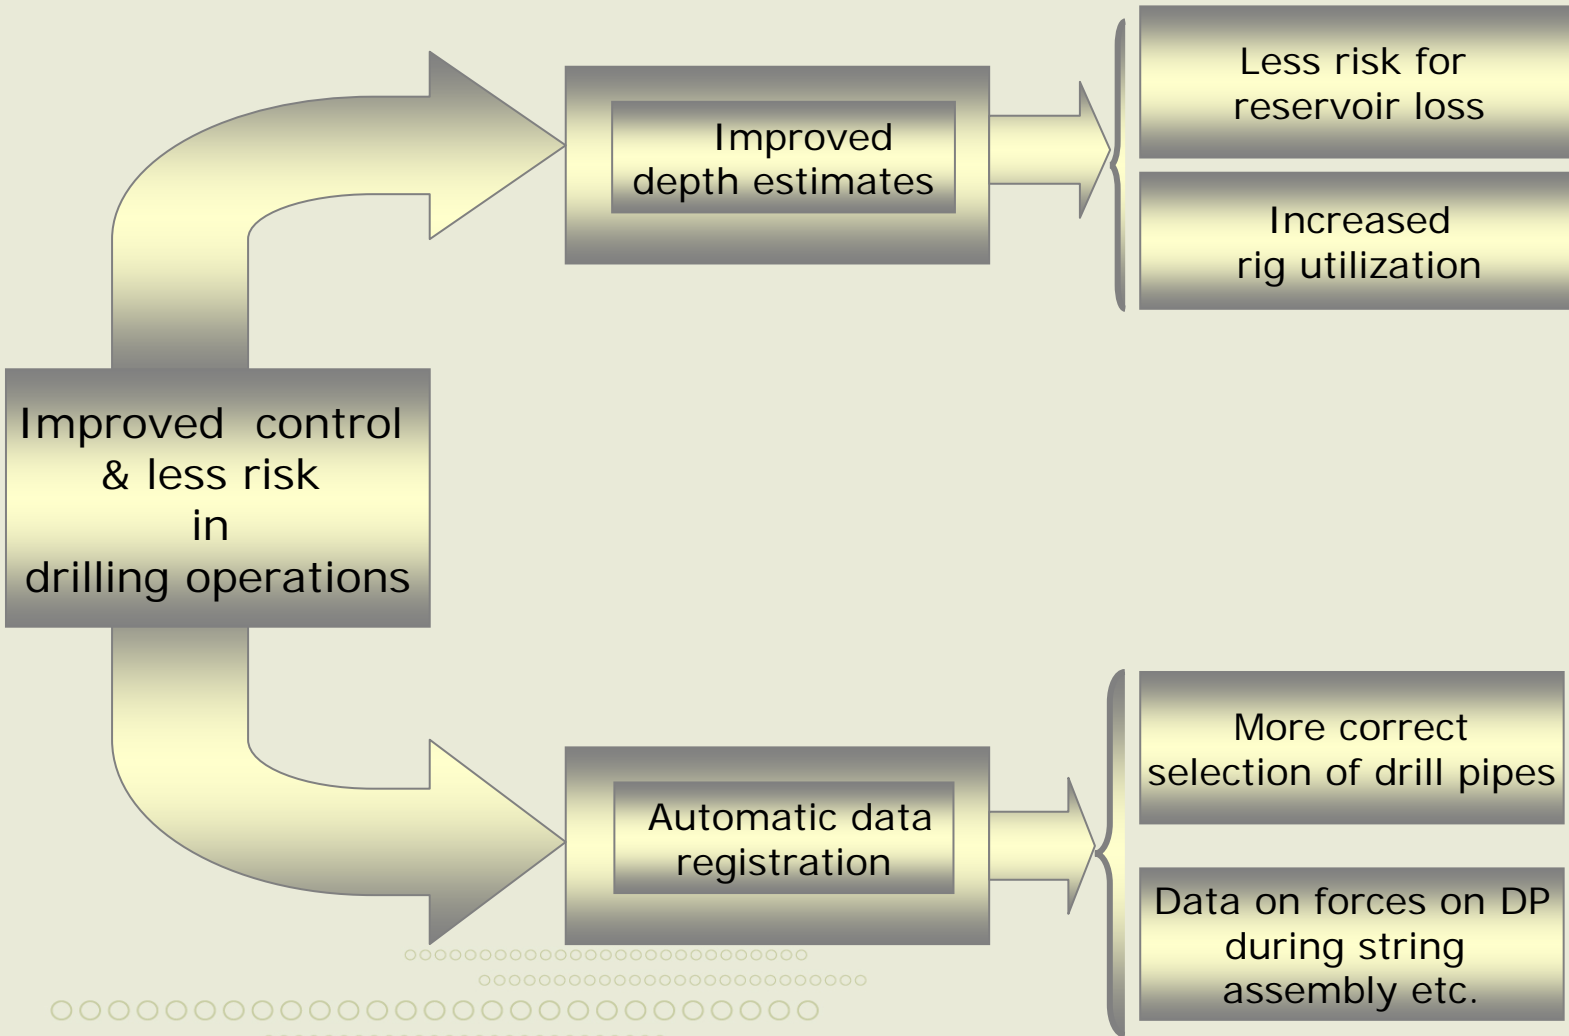 Less risk for
reservoir loss
Improved
depth estimates
Increased
rig utilization
Improved control
& less risk
in
drilling operations
More correct
selection of drill pipes
Automatic data
registration
Data on forces on DP
during string
assembly etc.